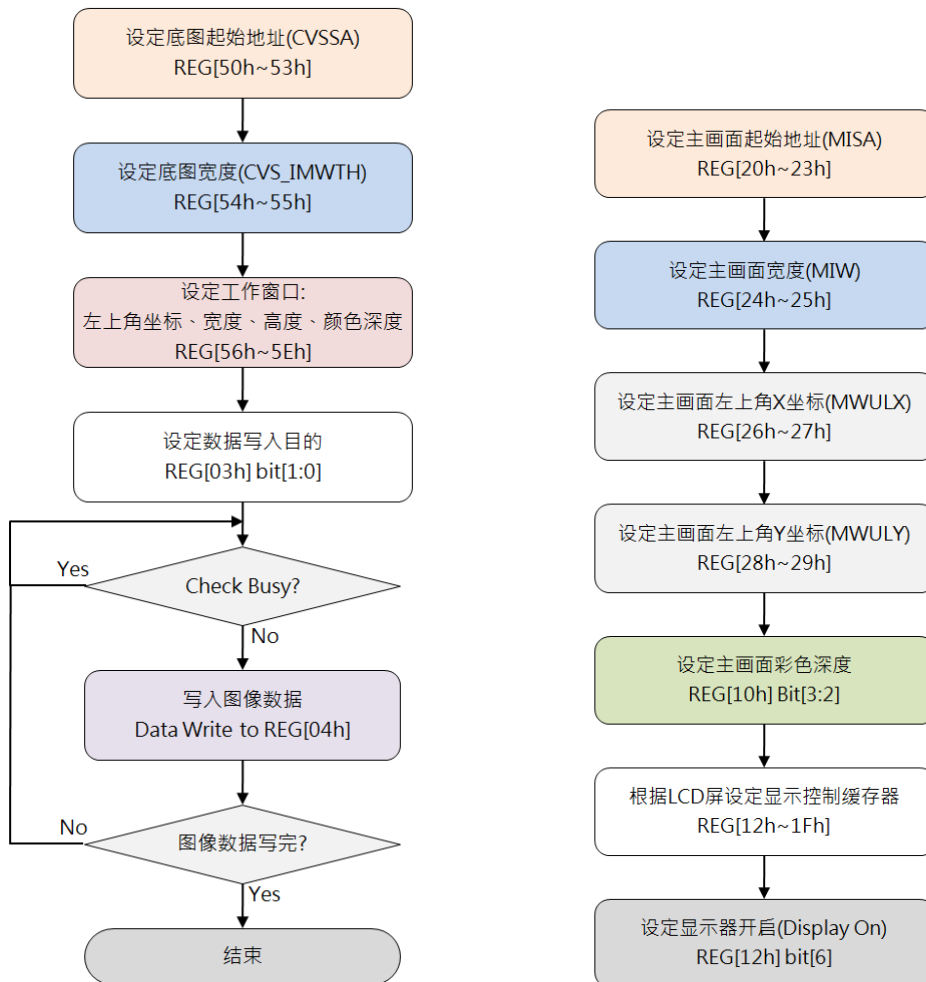 设定底图起始地址(CVSSA)
REG[50h~53h]
设定底图宽度(CVS_IMWTH)
REG[54h~55h]
设定工作窗口:
左上角坐标、宽度、高度、颜色深度
REG[56h~5Eh]
设定数据写入目的
REG[03h] bit[1:0]
Yes
Check Busy?
No
写入图像数据
Data Write to REG[04h]
No
图像数据写完?
Yes
结束
设定主画面起始地址(MISA)
REG[20h~23h]
设定主画面宽度(MIW)
REG[24h~25h]
设定主画面左上角X坐标(MWULX)
REG[26h~27h]
设定主画面左上角Y坐标(MWULY)
REG[28h~29h]
设定主画面彩色深度
REG[10h] Bit[3:2]
根据LCD屏设定显示控制缓存器
REG[12h~1Fh]
设定显示器开启(Display On)
REG[12h] bit[6]